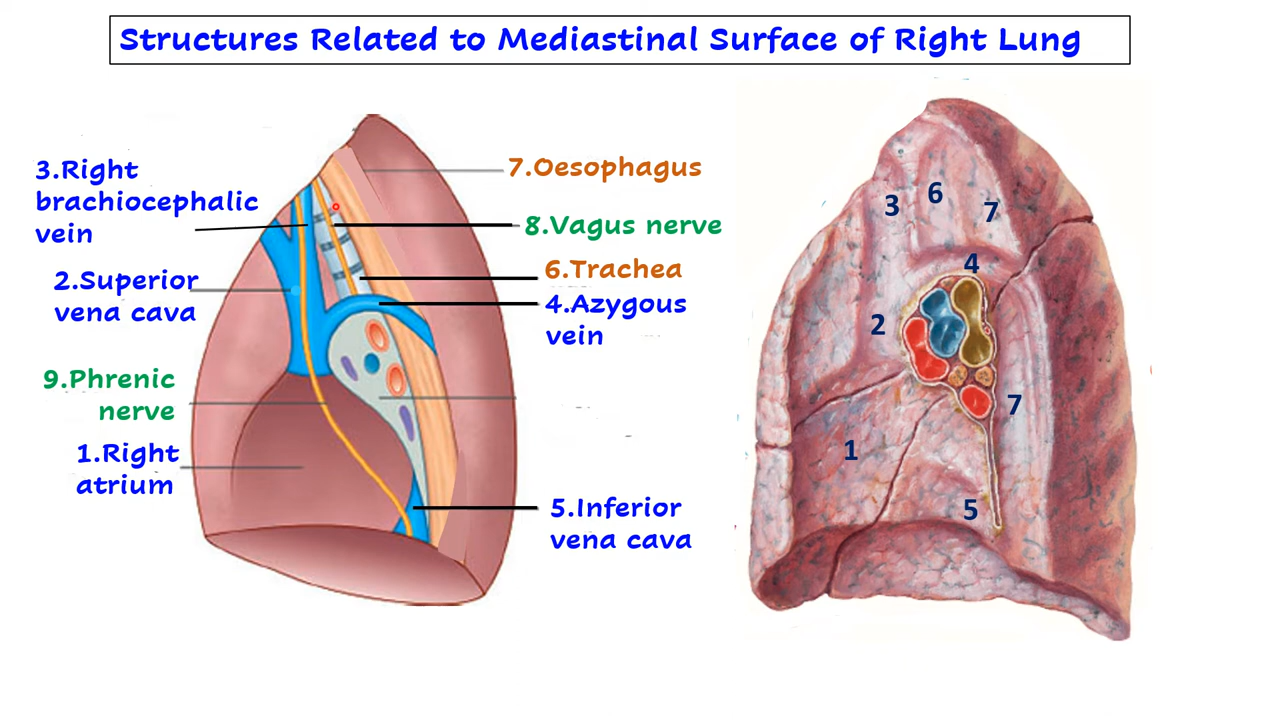 Structures Related to Mediastinal Surface of Right Lung
3.Right
brachiocephalic
vein
2.Superior
vena cava
9.Phrenic
nerve
1.Right
atrium
7.Oesophagus
8.Vagus nerve
6.Trachea
4.Azygous
vein
5.Inferior
vena cava
3
6
7
4
2
7
1
5